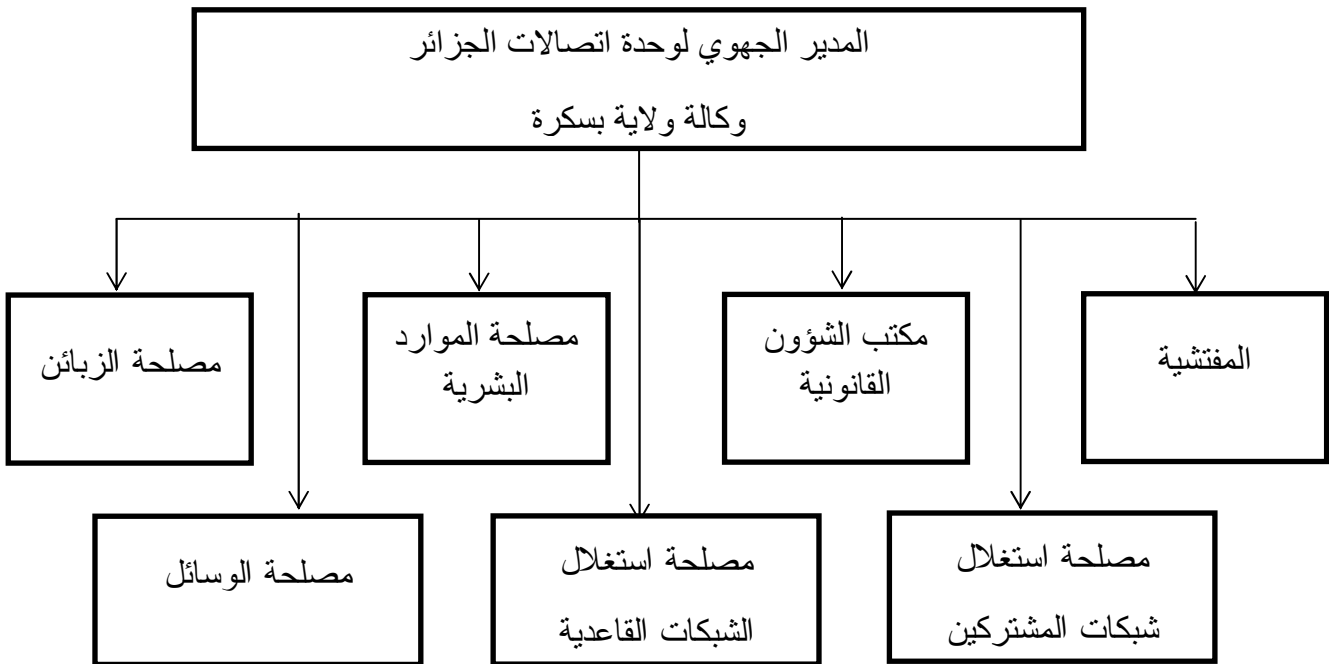 المدير الجهوي لوحدة اتصالات الجزائر
وكالة ولاية بسكرة
المفتشية
مكتب الشؤون
القانونية
مصلحة الموارد
البشرية
مصلحة الزبائن
مصلحة استغلال
شبكات المشتركين
مصلحة استغلال
الشبكات القاعدية
مصلحة الوسائل